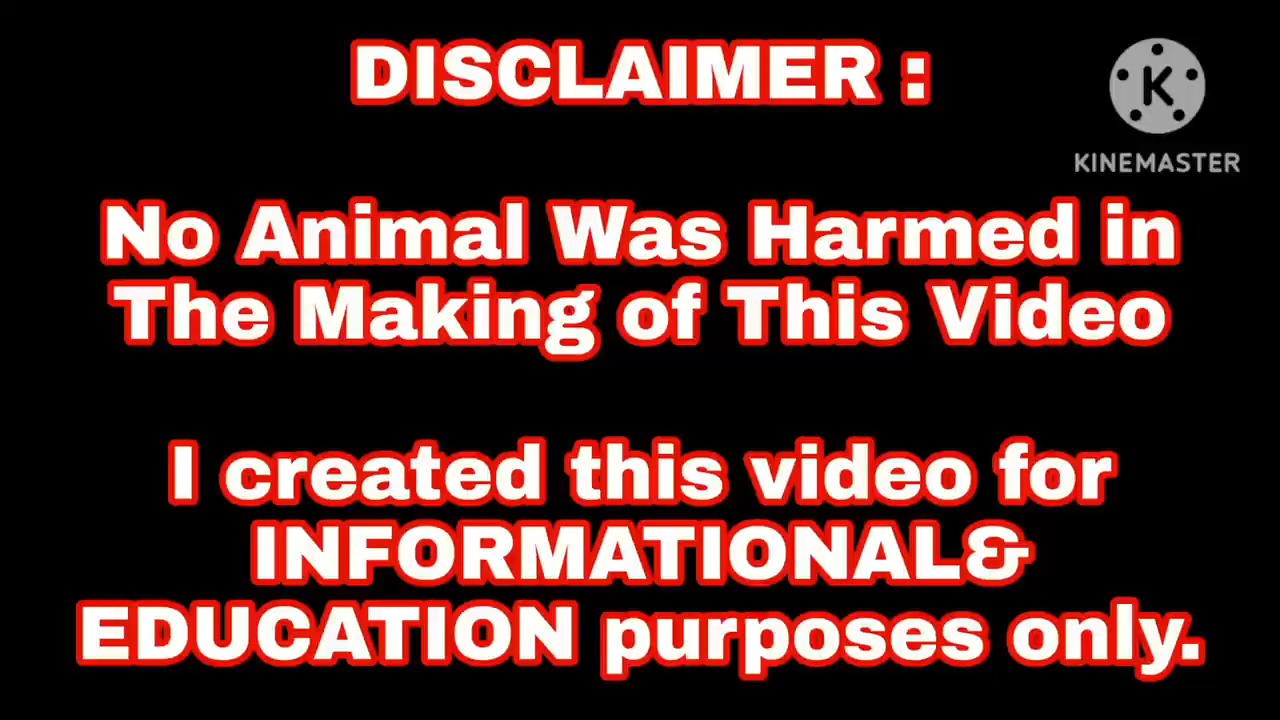 DISCLAIMER :
K
KINEMASTER
No Animal Was Harmed in
The Making of This Video
I created this video for
INFORMATIONAL&
EDUCATION purposes only.